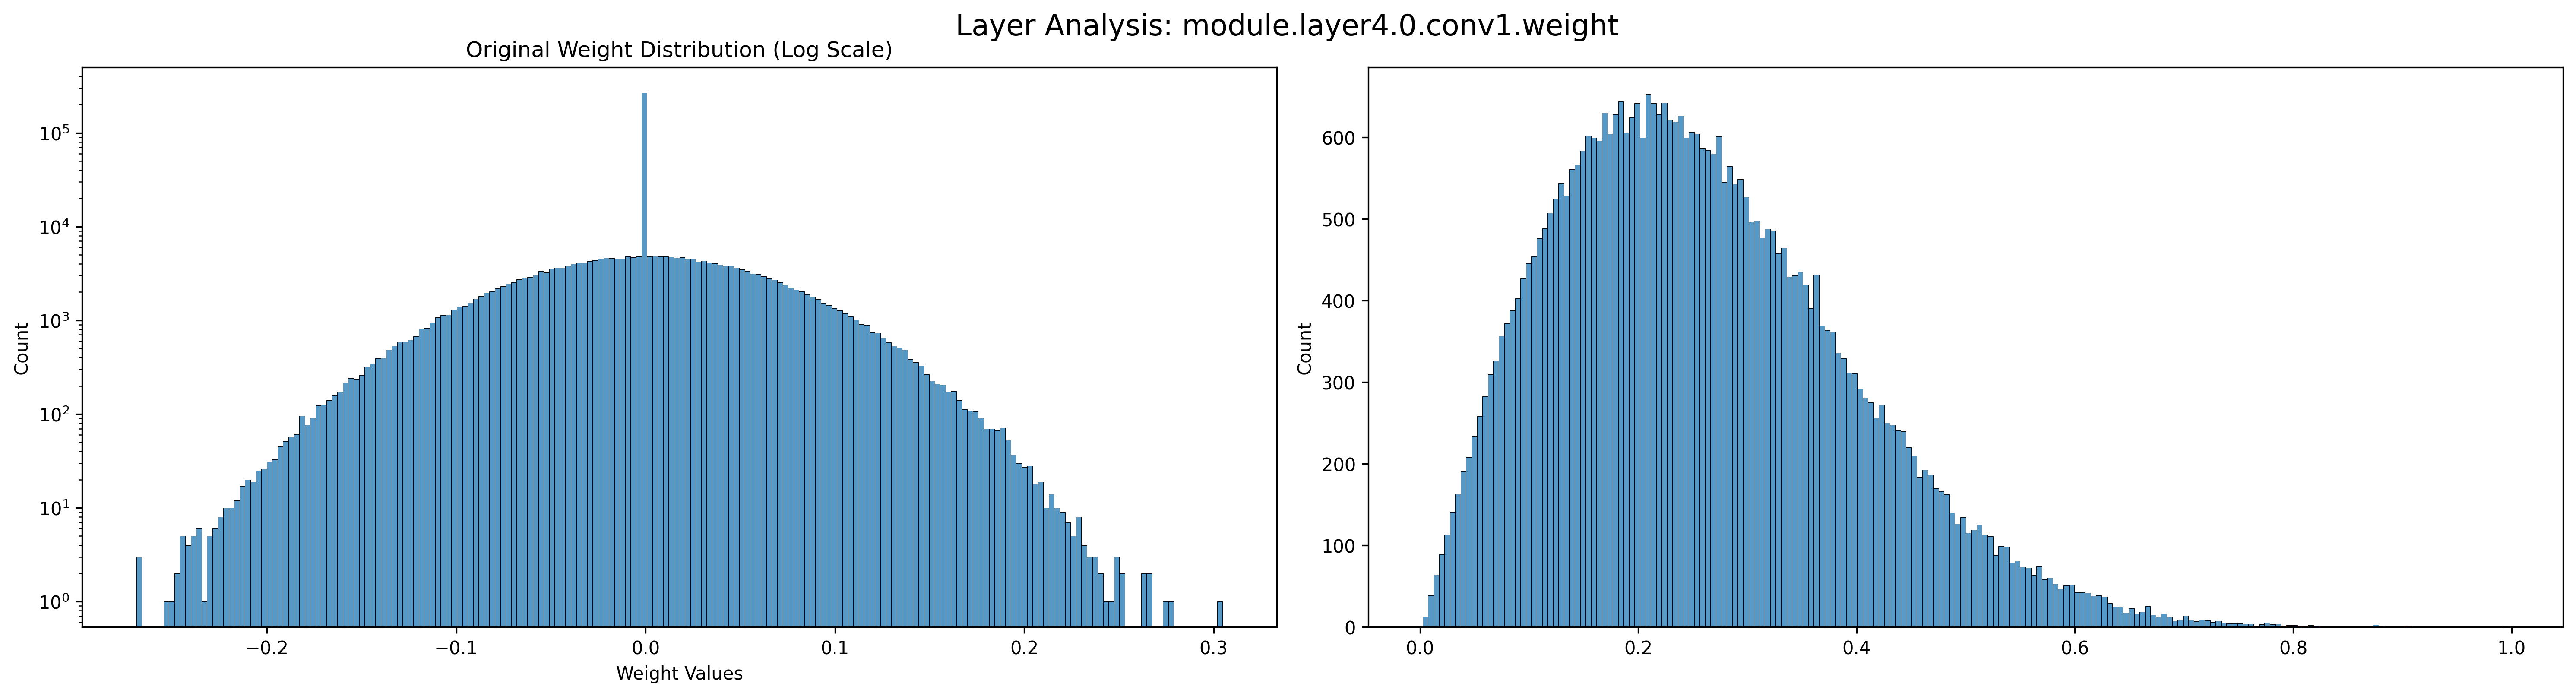 Layer Analysis: module.layer4.0.conv1.weight
Original Weight Distribution (Log Scale)
Count
10⁵
10⁴
10³
10²
10¹
10⁰
−0.2 −0.1 0.0 0.1 0.2 0.3
Weight Values
Count
600
500
400
300
200
100
0
0.0 0.2 0.4 0.6 0.8 1.0